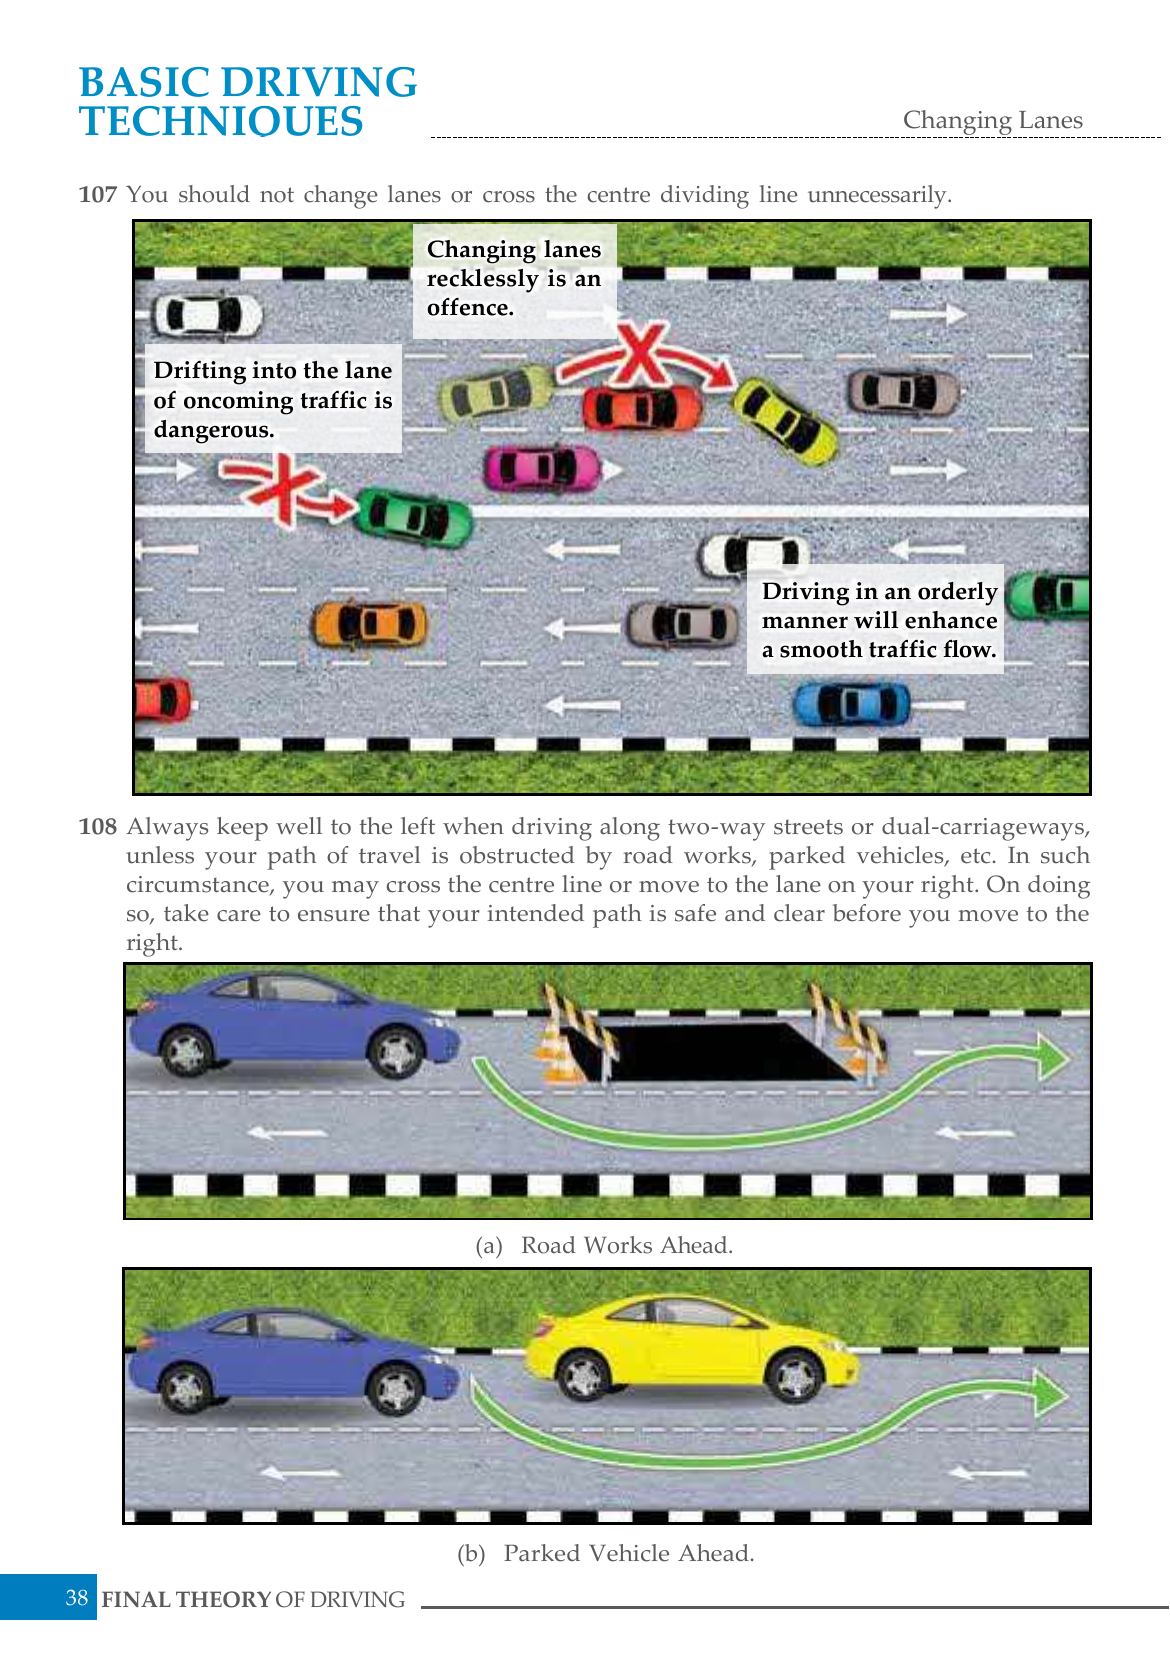 BASIC DRIVING
TECHNIQUES
Changing Lanes
107 You should not change lanes or cross the centre dividing line unnecessarily.
Changing lanes
recklessly is an
offence.
Drifting into the lane
of oncoming traffic is
dangerous.
Driving in an orderly
manner will enhance
a smooth traffic flow.
108 Always keep well to the left when driving along two-way streets or dual-carriageways,
unless your path of travel is obstructed by road works, parked vehicles, etc. In such
circumstance, you may cross the centre line or move to the lane on your right. On doing
so, take care to ensure that your intended path is safe and clear before you move to the
right.
(a) Road Works Ahead.
(b) Parked Vehicle Ahead.
38 FINAL THEORY OF DRIVING